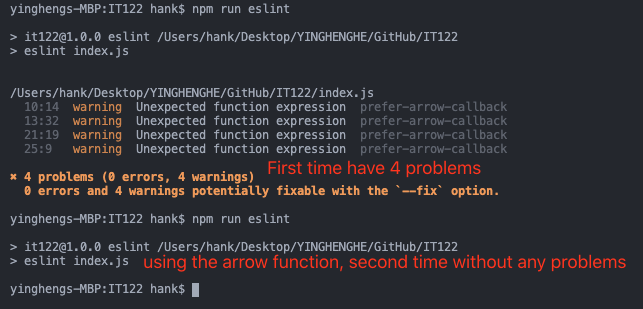 yinghengs-MBP:IT122 hank$ npm run eslint
> it122@1.0.0 eslint /Users/hank/Desktop/YINGHENGHE/GitHub/IT122
> eslint index.js
/Users/hank/Desktop/YINGHENGHE/GitHub/IT122/index.js
10:14 warning Unexpected function expression prefer-arrow-callback
13:32 warning Unexpected function expression prefer-arrow-callback
21:19 warning Unexpected function expression prefer-arrow-callback
25:9 warning Unexpected function expression prefer-arrow-callback
✖ 4 problems (0 errors, 4 warnings) First time have 4 problems
0 errors and 4 warnings potentially fixable with the `--fix` option.
yinghengs-MBP:IT122 hank$ npm run eslint
> it122@1.0.0 eslint /Users/hank/Desktop/YINGHENGHE/GitHub/IT122
> eslint index.js using the arrow function, second time without any problems
yinghengs-MBP:IT122 hank$